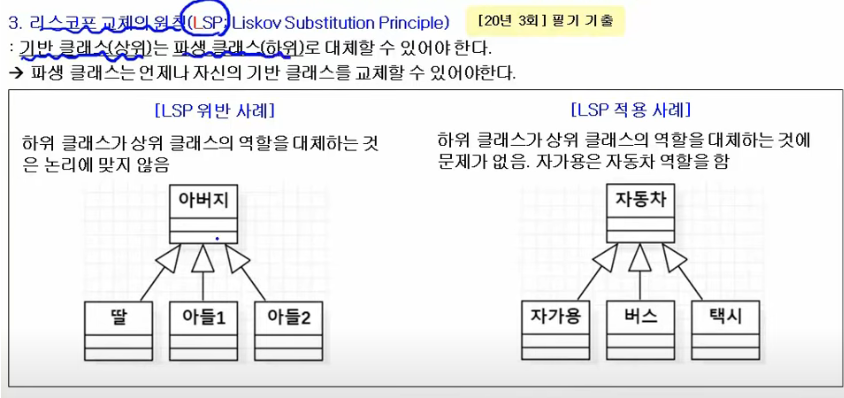 3. 리스코프 교체의 원칙(LSP; Liskov Substitution Principle) [20년 3회] 필기 기출
: 기반 클래스(상위)는 파생 클래스(하위)로 대체할 수 있어야 한다.
→ 파생 클래스는 언제나 자신의 기반 클래스를 교체할 수 있어야한다.
[LSP 위반 사례]
하위 클래스가 상위 클래스의 역할을 대체하는 것
은 논리에 맞지 않음
아버지
딸 아들1 아들2
[LSP 적용 사례]
하위 클래스가 상위 클래스의 역할을 대체하는 것에
문제가 없음. 자가용은 자동차 역할을 함
자동차
자가용 버스 택시